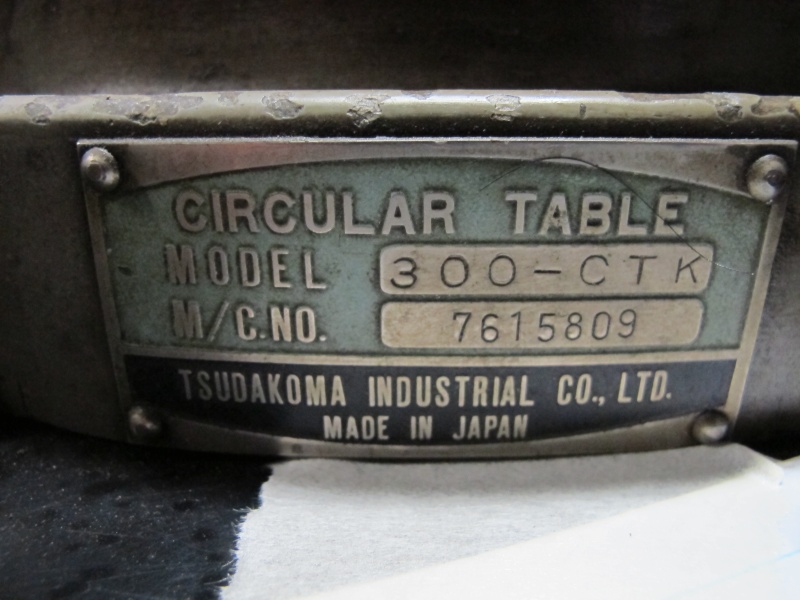 CIRCULAR TABLE
MODEL 300-CTK
M/C.NO. 7615809
TSUDAKOMA INDUSTRIAL CO., LTD.
MADE IN JAPAN